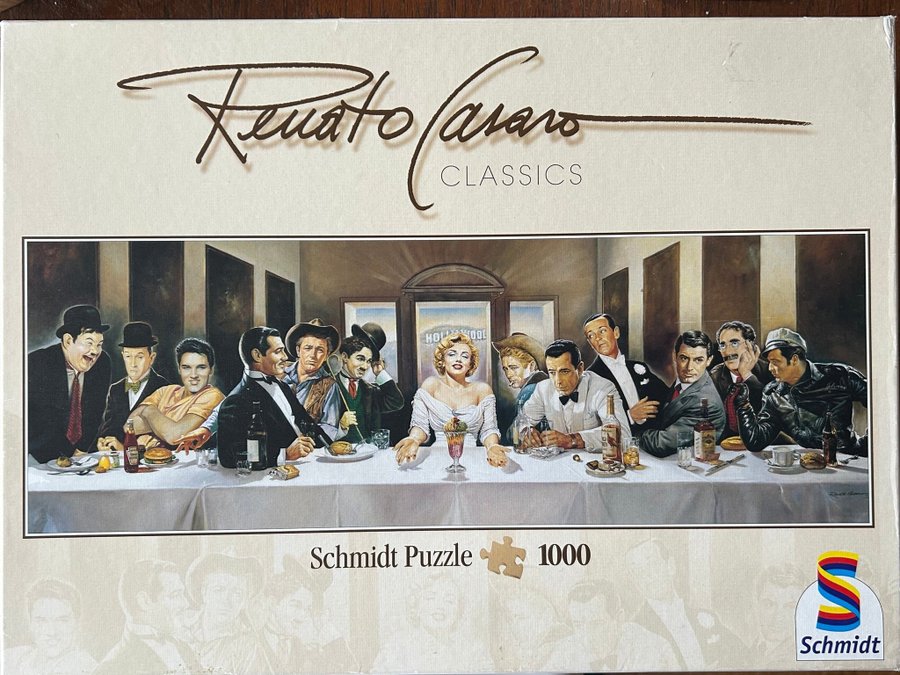 Renato Casaro
CLASSICS
HOLLYWOOD
Schmidt Puzzle 1000
Schmidt